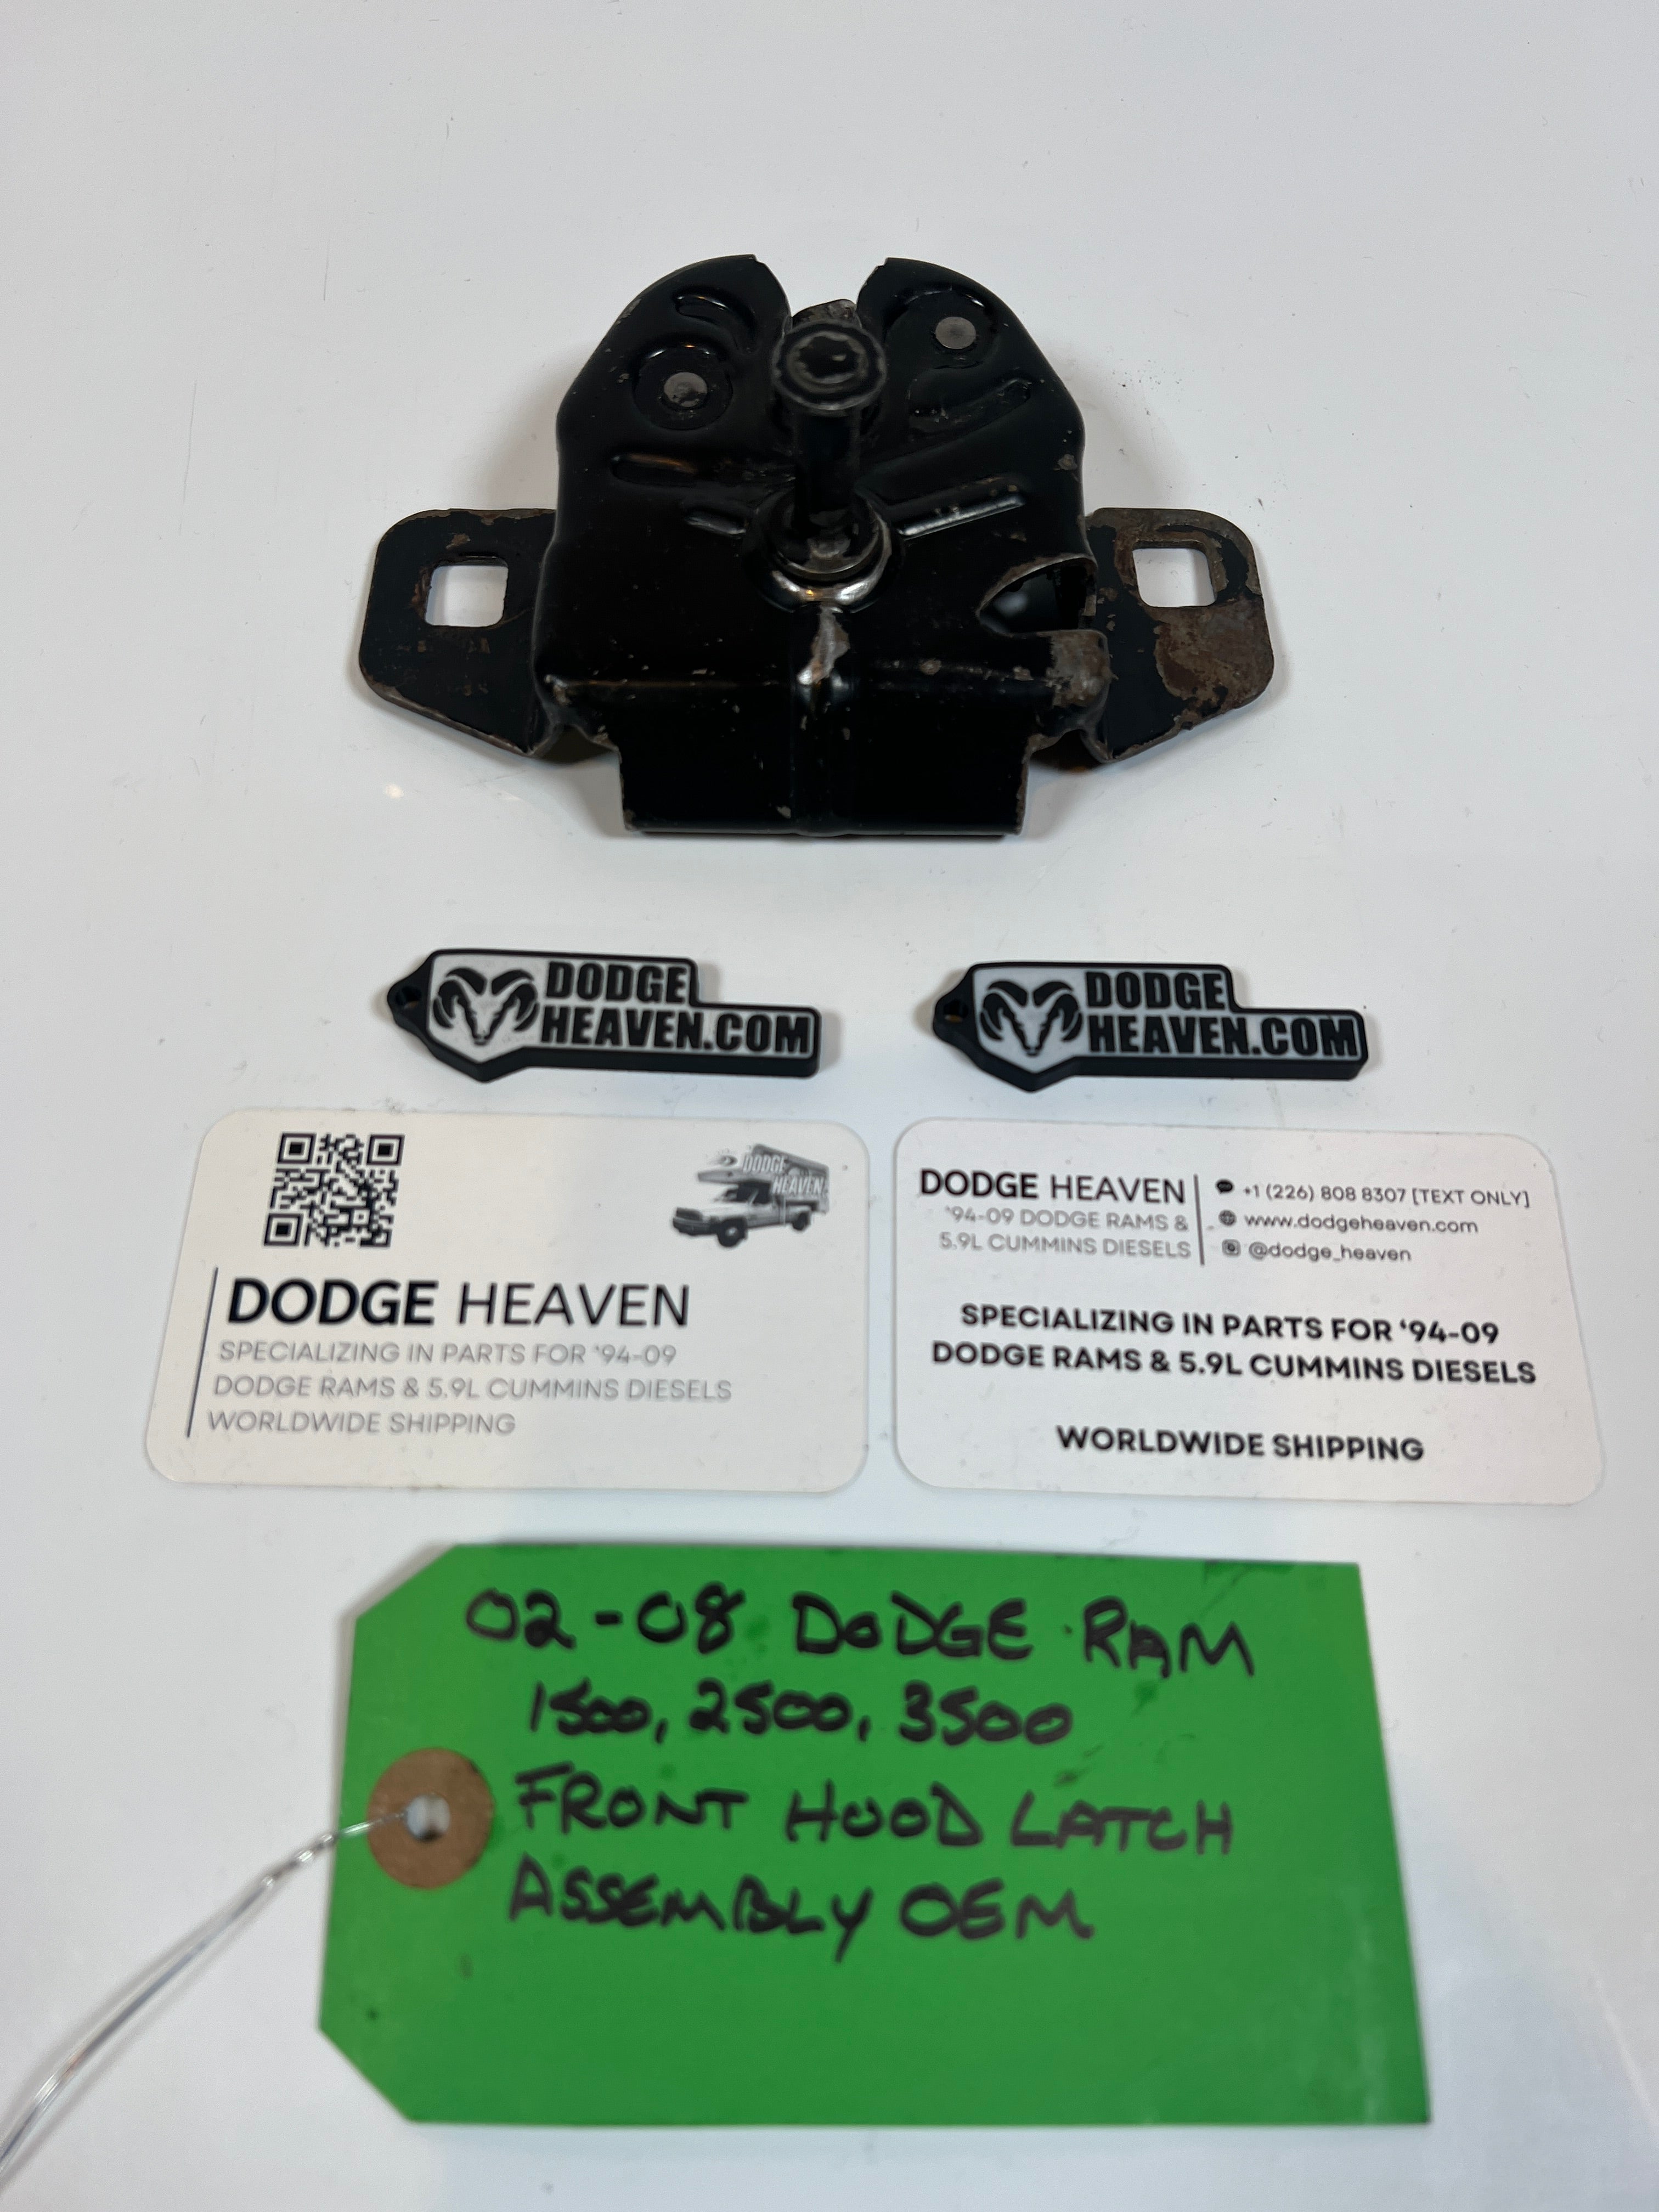 DODGE
HEAVEN.COM
DODGE
HEAVEN.COM
DODGE
HEAVEN
DODGE HEAVEN
SPECIALIZING IN PARTS FOR ‘94-09
DODGE RAMS & 5.9L CUMMINS DIESELS
WORLDWIDE SHIPPING
DODGE HEAVEN
‘94-09 DODGE RAMS &
5.9L CUMMINS DIESELS
+1 (226) 808 8307 [TEXT ONLY]
www.dodgeheaven.com
@dodge_heaven
SPECIALIZING IN PARTS FOR ‘94-09
DODGE RAMS & 5.9L CUMMINS DIESELS
WORLDWIDE SHIPPING
02-08 DODGE RAM
1500, 2500, 3500
FRONT HOOD LATCH
ASSEMBLY OEM